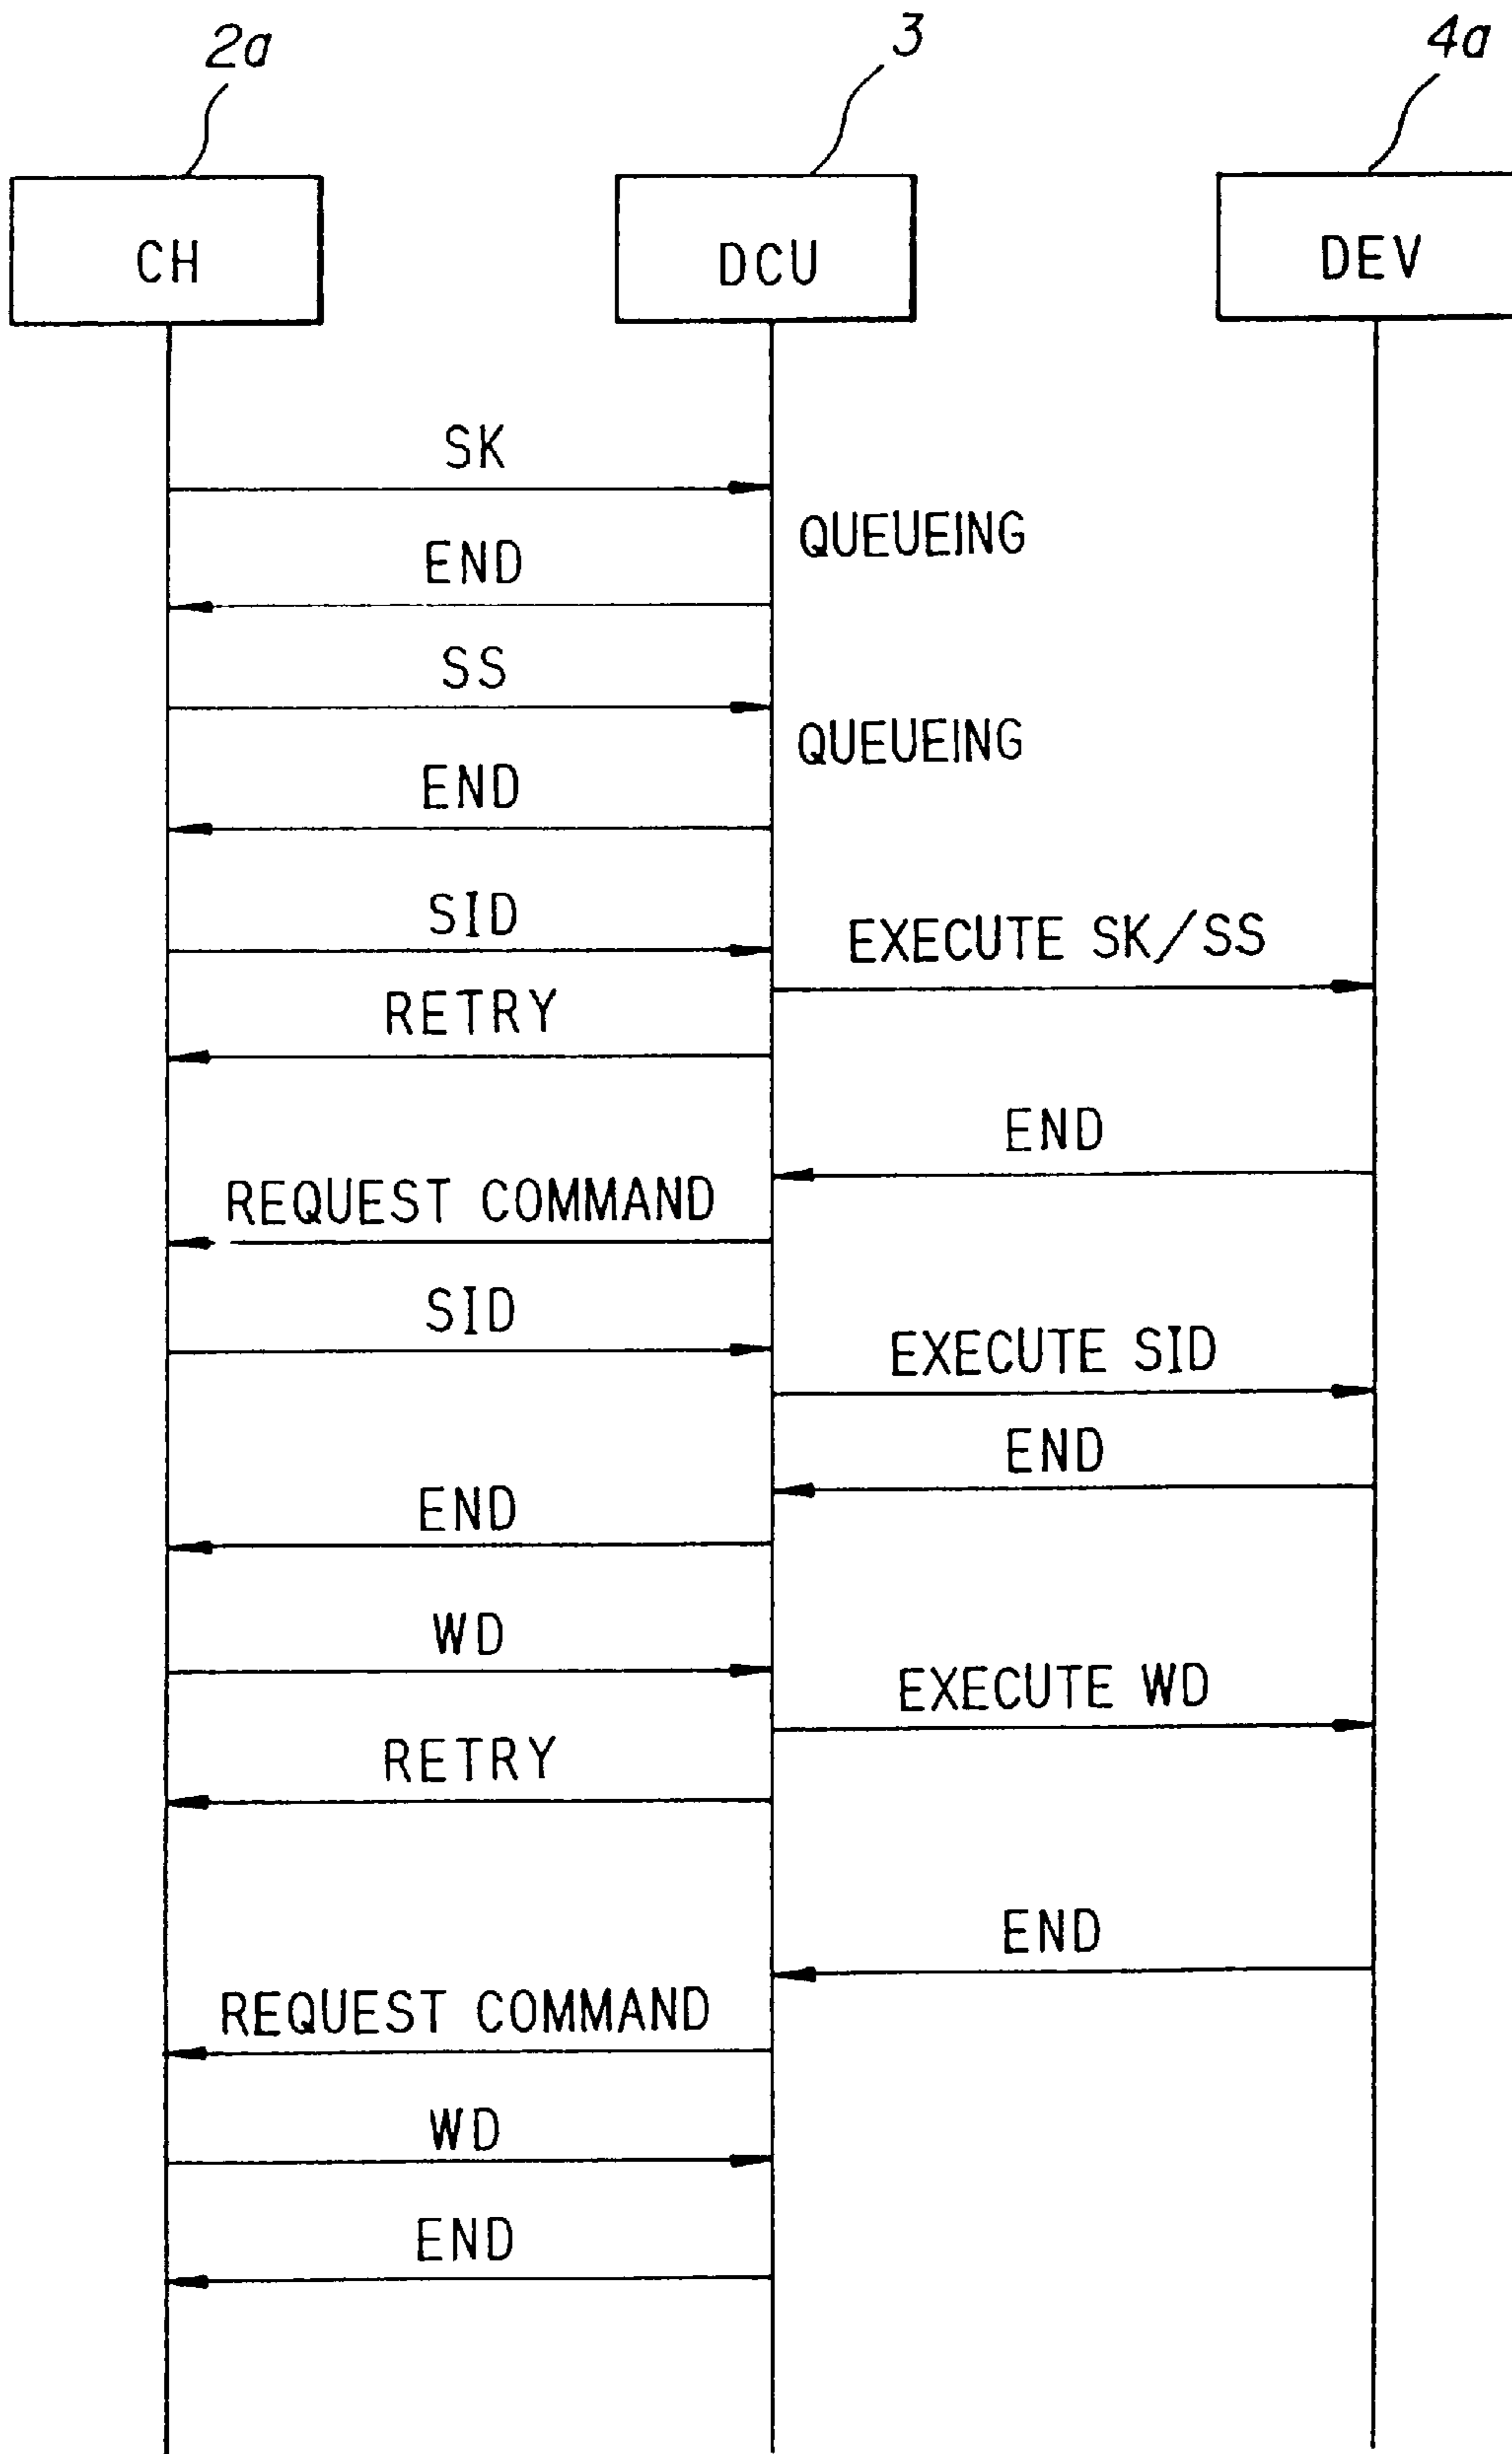 2a
3
4a
CH
DCU
DEV
SK
QUEUEING
END
SS
QUEUEING
END
SID
EXECUTE SK/SS
RETRY
END
REQUEST COMMAND
SID
EXECUTE SID
END
END
WD
EXECUTE WD
RETRY
END
REQUEST COMMAND
WD
END